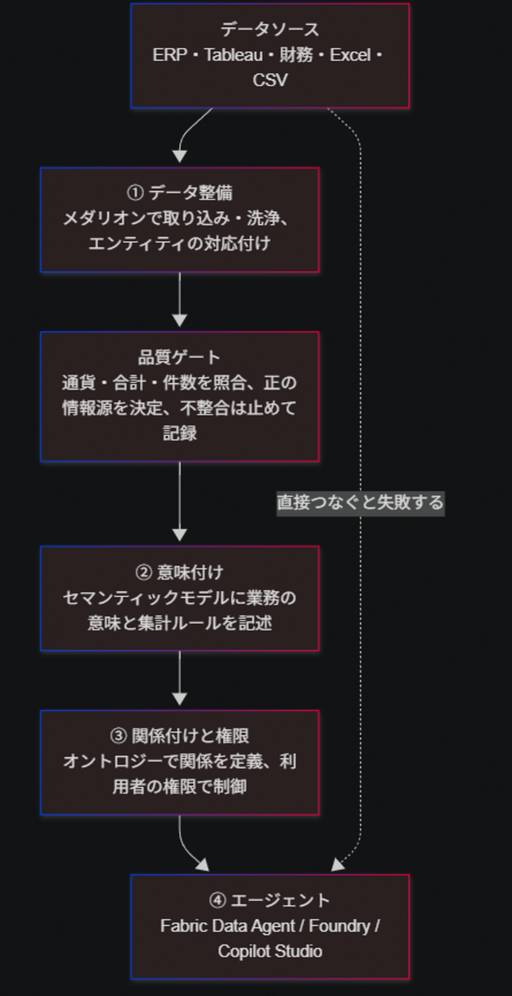 データソース
ERP・Tableau・財務・Excel・
CSV
① データ整備
メダリオンで取り込み・洗浄、
エンティティの対応付け
品質ゲート
通貨・合計・件数を照合、正の
情報源を決定、不整合は止めて
記録
直接つなぐと失敗する
② 意味付け
セマンティックモデルに業務の
意味と集計ルールを記述
③ 関係付けと権限
オントロジーで関係を定義、利
用者の権限で制御
④ エージェント
Fabric Data Agent / Foundry /
Copilot Studio